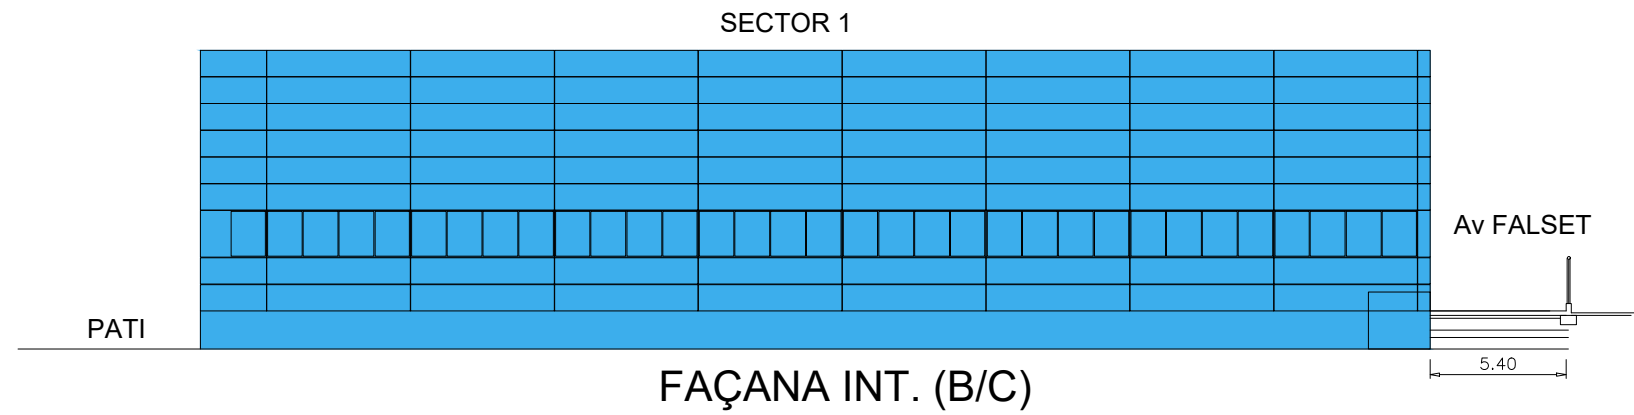 SECTOR 1
Av FALSET
PATI
5.40
FAÇANA INT. (B/C)